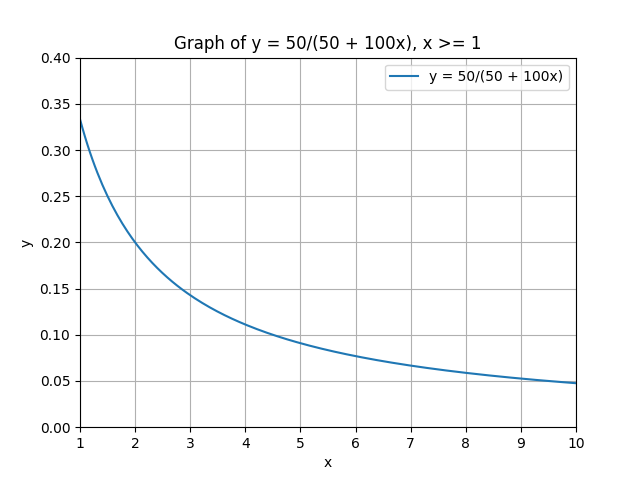 Graph of y = 50/(50 + 100x), x >= 1
y = 50/(50 + 100x)
0.40
0.35
0.30
0.25
0.20
0.15
0.10
0.05
0.00
y
1 2 3 4 5 6 7 8 9 10
x